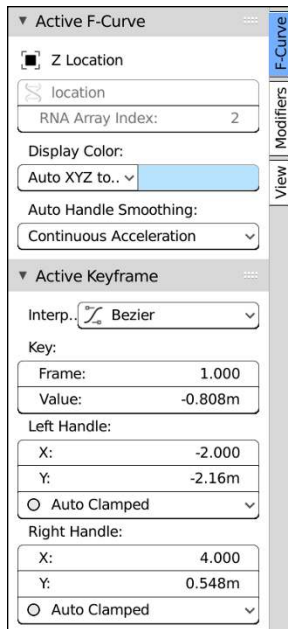 Active F-Curve
Z Location
location
RNA Array Index: 2
Display Color:
Auto XYZ to..
Auto Handle Smoothing:
Continuous Acceleration
Active Keyframe
Interp.. Bezier
Key:
Frame: 1.000
Value: -0.808m
Left Handle:
X: -2.000
Y: -2.16m
Auto Clamped
Right Handle:
X: 4.000
Y: 0.548m
Auto Clamped
F-Curve
Modifiers
View